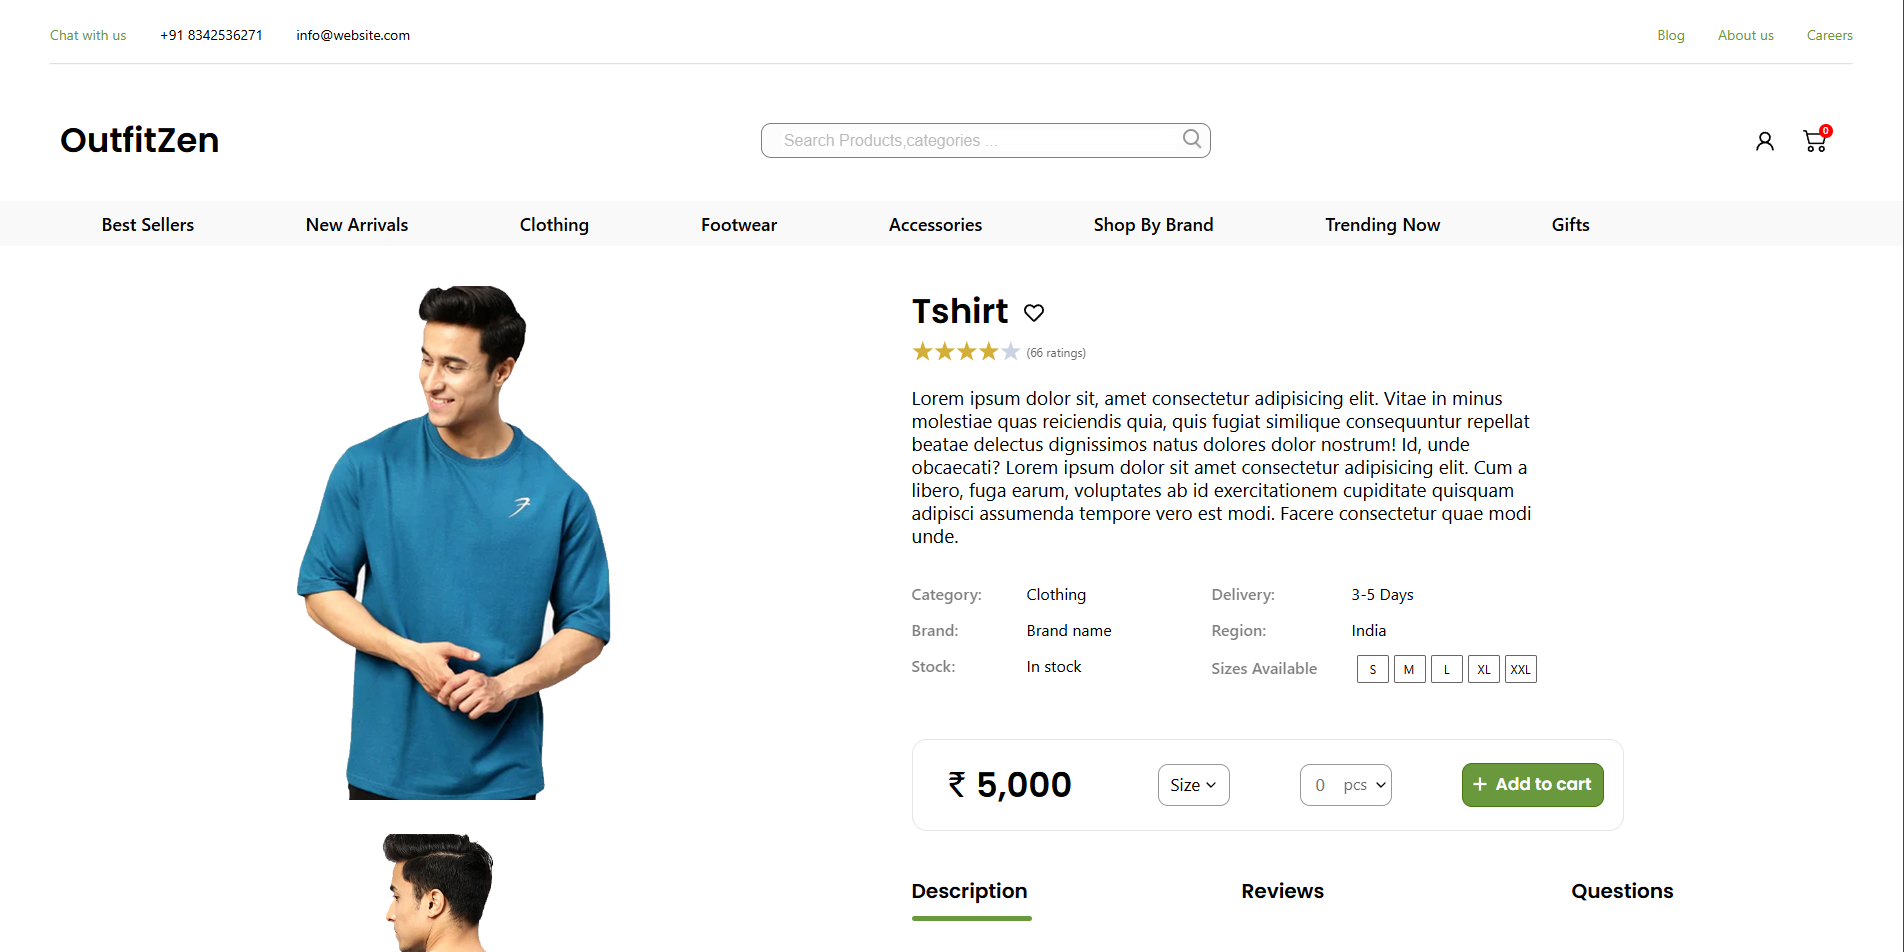 Chat with us +91 8342536271 info@website.com Blog About us Careers
OutfitZen Search Products,categories ... 0
Best Sellers New Arrivals Clothing Footwear Accessories Shop By Brand Trending Now Gifts
Tshirt
(66 ratings)
Lorem ipsum dolor sit, amet consectetur adipisicing elit. Vitae in minus
molestiae quas reiciendis quia, quis fugiat similique consequuntur repellat
beatae delectus dignissimos natus dolores dolor nostrum! Id, unde
obcaecati? Lorem ipsum dolor sit amet consectetur adipisicing elit. Cum a
libero, fuga earum, voluptates ab id exercitationem cupiditate quisquam
adipisci assumenda tempore vero est modi. Facere consectetur quae modi
unde.
Category: Clothing Delivery: 3-5 Days
Brand: Brand name Region: India
Stock: In stock Sizes Available S M L XL XXL
₹ 5,000 Size 0 pcs + Add to cart
Description Reviews Questions